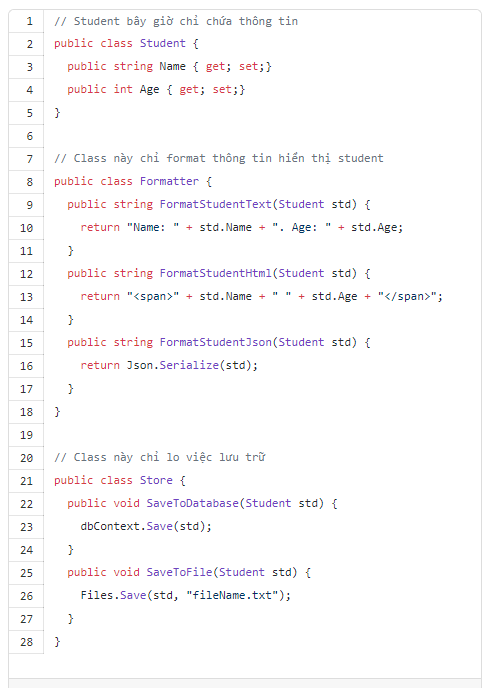 1 // Student bây giờ chỉ chứa thông tin
2 public class Student {
3   public string Name { get; set;}
4   public int Age { get; set;}
5 }
6
7 // Class này chỉ format thông tin hiển thị student
8 public class Formatter {
9   public string FormatStudentText(Student std) {
10     return "Name: " + std.Name + ". Age: " + std.Age;
11   }
12   public string FormatStudentHtml(Student std) {
13     return "<span>" + std.Name + " " + std.Age + "</span>";
14   }
15   public string FormatStudentJson(Student std) {
16     return Json.Serialize(std);
17   }
18 }
19
20 // Class này chỉ lo việc lưu trữ
21 public class Store {
22   public void SaveToDatabase(Student std) {
23     dbContext.Save(std);
24   }
25   public void SaveToFile(Student std) {
26     Files.Save(std, "fileName.txt");
27   }
28 }